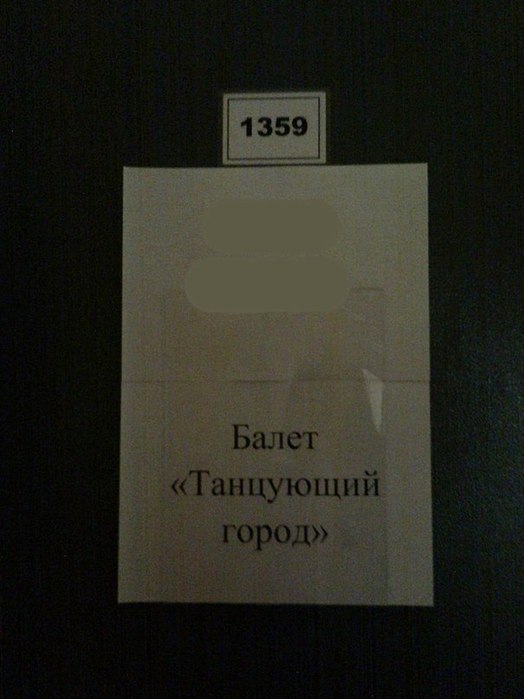 1359
Балет
«Танцующий
город»